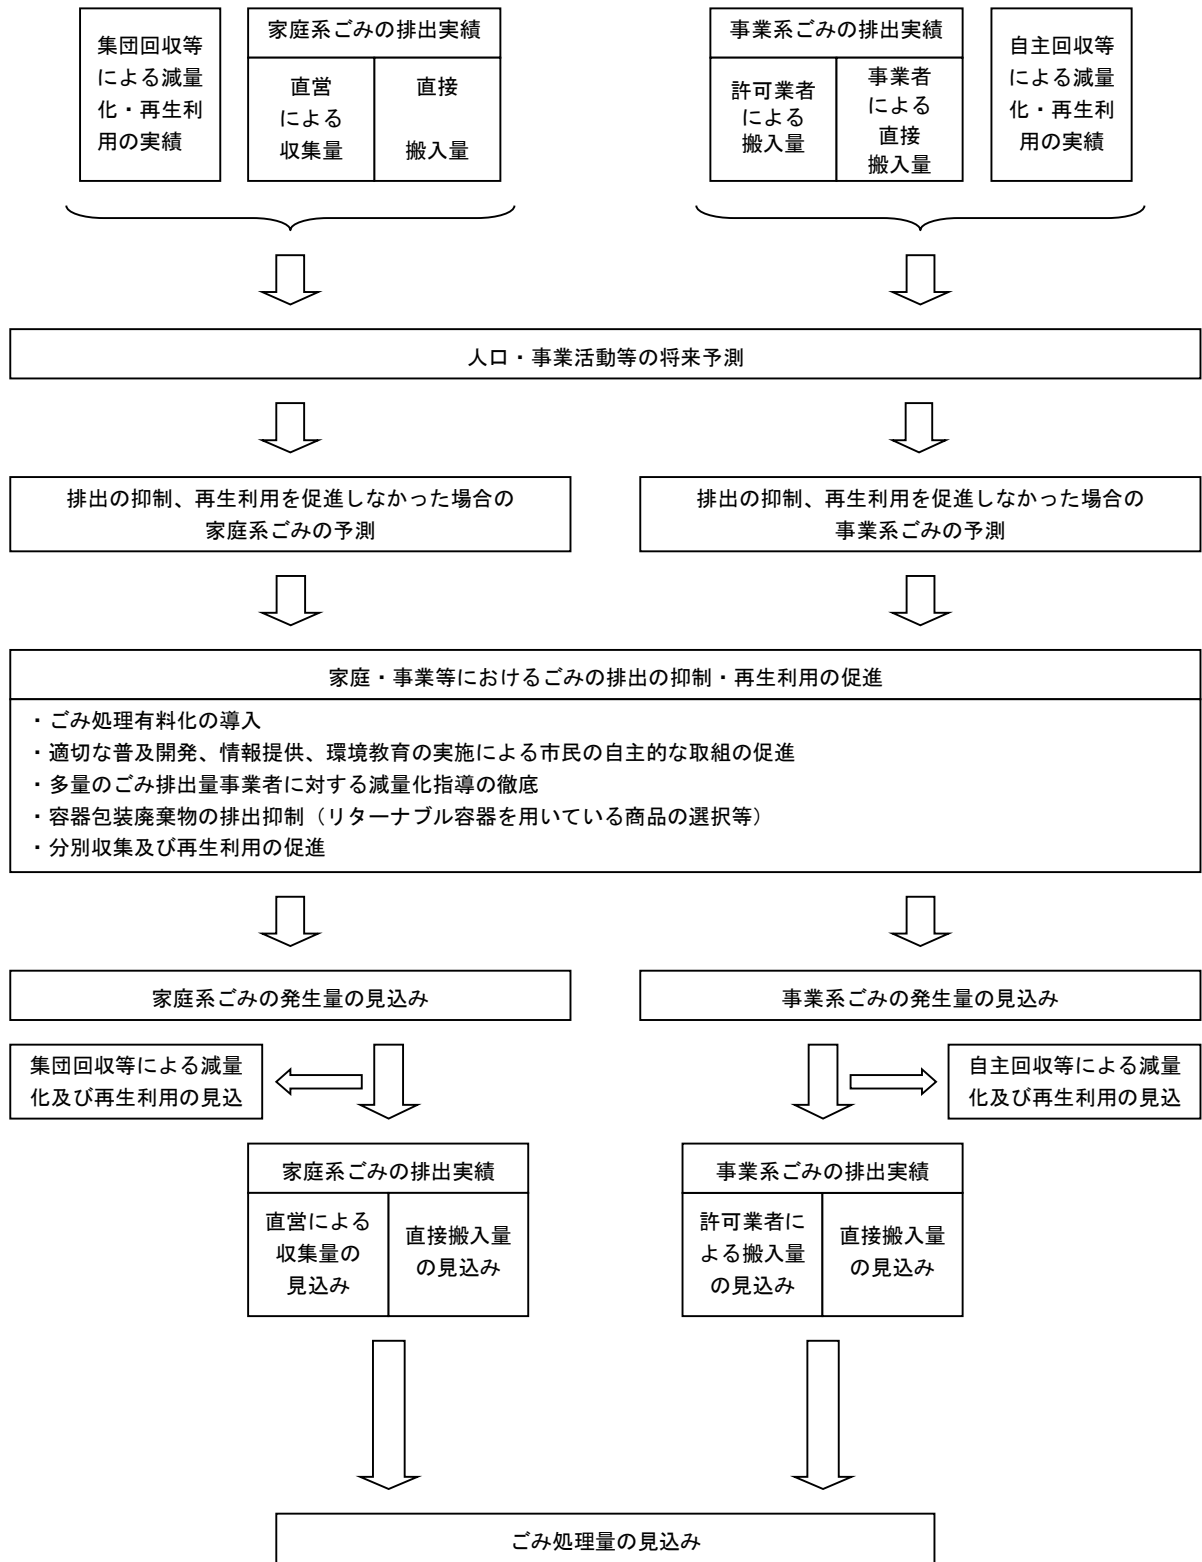 集団回収等
による減量
化・再生利
用の実績
家庭系ごみの排出実績
直営
による
収集量
直接
搬入量
事業系ごみの排出実績
許可業者
による
搬入量
事業者
による
直接
搬入量
自主回収等
による減量
化・再生利
用の実績
人口・事業活動等の将来予測
排出の抑制、再生利用を促進しなかった場合の
家庭系ごみの予測
排出の抑制、再生利用を促進しなかった場合の
事業系ごみの予測
家庭・事業等におけるごみの排出の抑制・再生利用の促進
・ごみ処理有料化の導入
・適切な普及開発、情報提供、環境教育の実施による市民の自主的な取組の促進
・多量のごみ排出量事業者に対する減量化指導の徹底
・容器包装廃棄物の排出抑制（リターナブル容器を用いている商品の選択等）
・分別収集及び再生利用の促進
家庭系ごみの発生量の見込み
事業系ごみの発生量の見込み
集団回収等による減量
化及び再生利用の見込
自主回収等による減量
化及び再生利用の見込
家庭系ごみの排出実績
直営による
収集量の
見込み
直接搬入量
の見込み
事業系ごみの排出実績
許可業者に
よる搬入量
の見込み
直接搬入量
の見込み
ごみ処理量の見込み